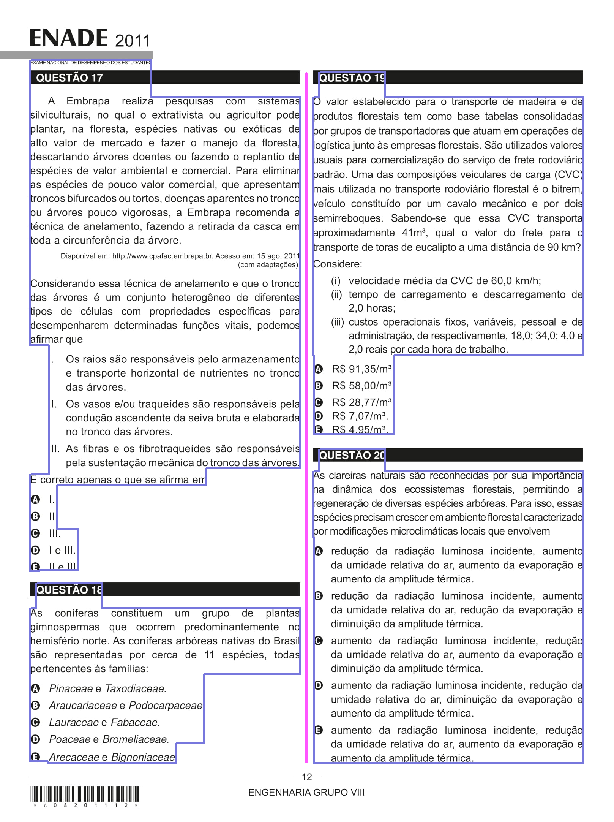 ENADE 2011
EXAME NACIONAL DE DESEMPENHO DOS ESTUDANTES
QUESTÃO 17
A Embrapa realiza pesquisas com sistemas
silviculturais, no qual o extrativista ou agricultor pode
plantar, na floresta, espécies nativas ou exóticas de
alto valor de mercado e fazer o manejo da floresta,
descartando árvores doentes ou fazendo o replantio de
espécies de valor ambiental e comercial. Para eliminar
as espécies de pouco valor comercial, que apresentam
troncos bifurcados ou tortos, doenças aparentes no tronco
ou árvores pouco vigorosas, a Embrapa recomenda a
técnica de anelamento, fazendo a retirada da casca em
toda a circunferência da árvore.
Disponível em: http://www.cpafac.embrapa.br. Acesso em: 15 ago. 2011
(com adaptações).
Considerando essa técnica de anelamento e que o tronco
das árvores é um conjunto heterogêneo de diferentes
tipos de células com propriedades específicas para
desempenharem determinadas funções vitais, podemos
afirmar que
I. Os raios são responsáveis pelo armazenamento
e transporte horizontal de nutrientes no tronco
das árvores.
II. Os vasos e/ou traqueídes são responsáveis pela
condução ascendente da seiva bruta e elaborada
no tronco das árvores.
III. As fibras e os fibrotraqueídes são responsáveis
pela sustentação mecânica do tronco das árvores.
É correto apenas o que se afirma em
A I.
B II.
C III.
D I e III.
E II e III.
QUESTÃO 18
As coníferas constituem um grupo de plantas
gimnospermas que ocorrem predominantemente no
hemisfério norte. As coníferas arbóreas nativas do Brasil
são representadas por cerca de 11 espécies, todas
pertencentes às famílias:
A Pinaceae e Taxodiaceae.
B Araucariaceae e Podocarpaceae.
C Lauraceae e Fabaceae.
D Poaceae e Bromeliaceae.
E Arecaceae e Bignoniaceae.
QUESTÃO 19
O valor estabelecido para o transporte de madeira e de
produtos florestais tem como base tabelas consolidadas
por grupos de transportadoras que atuam em operações de
logística junto às empresas florestais. São utilizados valores
usuais para comercialização do serviço de frete rodoviário
padrão. Uma das composições veiculares de carga (CVC)
mais utilizada no transporte rodoviário florestal é o bitrem,
veículo constituído por um cavalo mecânico e por dois
semirreboques. Sabendo-se que essa CVC transporta
aproximadamente 41m³, qual o valor do frete para o
transporte de toras de eucalipto a uma distância de 90 km?
Considere:
(i) velocidade média da CVC de 60,0 km/h;
(ii) tempo de carregamento e descarregamento de
2,0 horas;
(iii) custos operacionais fixos, variáveis, pessoal e de
administração, de respectivamente, 18,0; 34,0; 4,0 e
2,0 reais por cada hora de trabalho.
A R$ 91,35/m³
B R$ 58,00/m³
C R$ 28,77/m³
D R$ 7,07/m³.
E R$ 4,95/m³.
QUESTÃO 20
As clareiras naturais são reconhecidas por sua importância
na dinâmica dos ecossistemas florestais, permitindo a
regeneração de diversas espécies arbóreas. Para isso, essas
espécies precisam crescer em ambiente florestal caracterizado
por modificações microclimáticas locais que envolvem
A redução da radiação luminosa incidente, aumento
da umidade relativa do ar, aumento da evaporação e
aumento da amplitude térmica.
B redução da radiação luminosa incidente, aumento
da umidade relativa do ar, redução da evaporação e
diminuição da amplitude térmica.
C aumento da radiação luminosa incidente, redução
da umidade relativa do ar, aumento da evaporação e
diminuição da amplitude térmica.
D aumento da radiação luminosa incidente, redução da
umidade relativa do ar, diminuição da evaporação e
aumento da amplitude térmica.
E aumento da radiação luminosa incidente, redução
da umidade relativa do ar, aumento da evaporação e
aumento da amplitude térmica.
12
ENGENHARIA GRUPO VIII